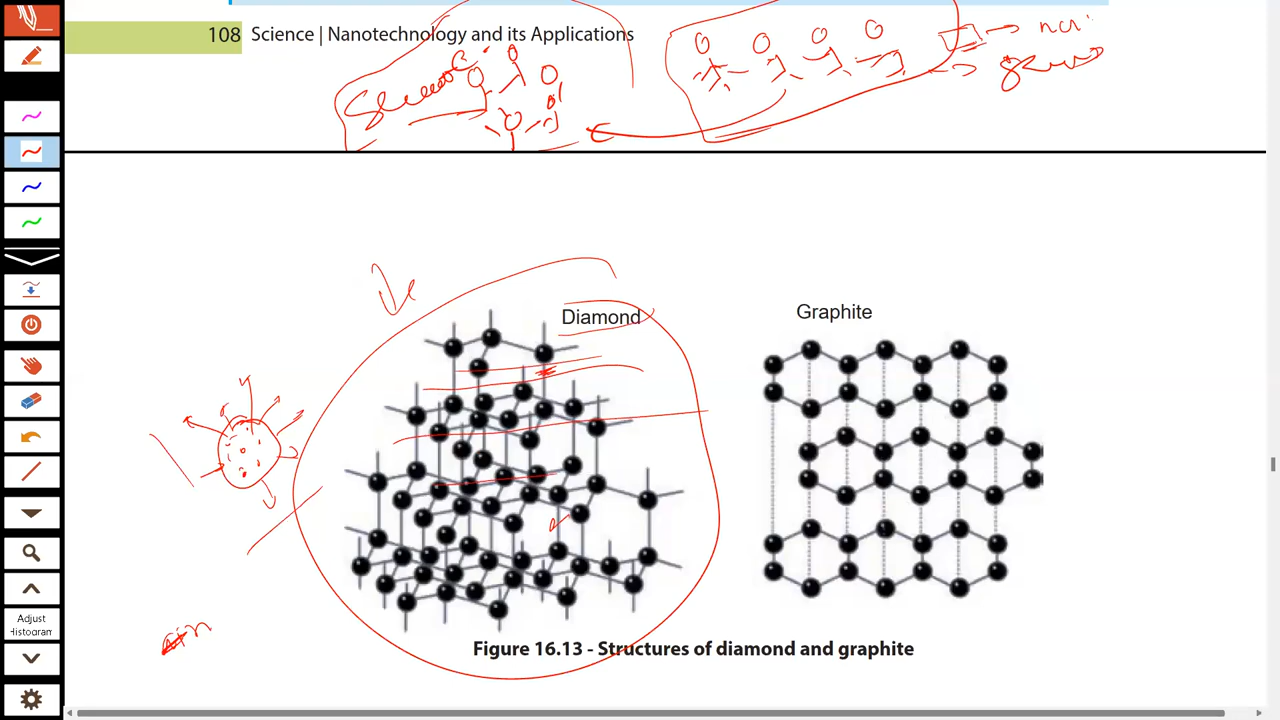 108 Science | Nanotechnology and its Applications
Diamond
Graphite
Figure 16.13 - Structures of diamond and graphite
Adjust
Histogram